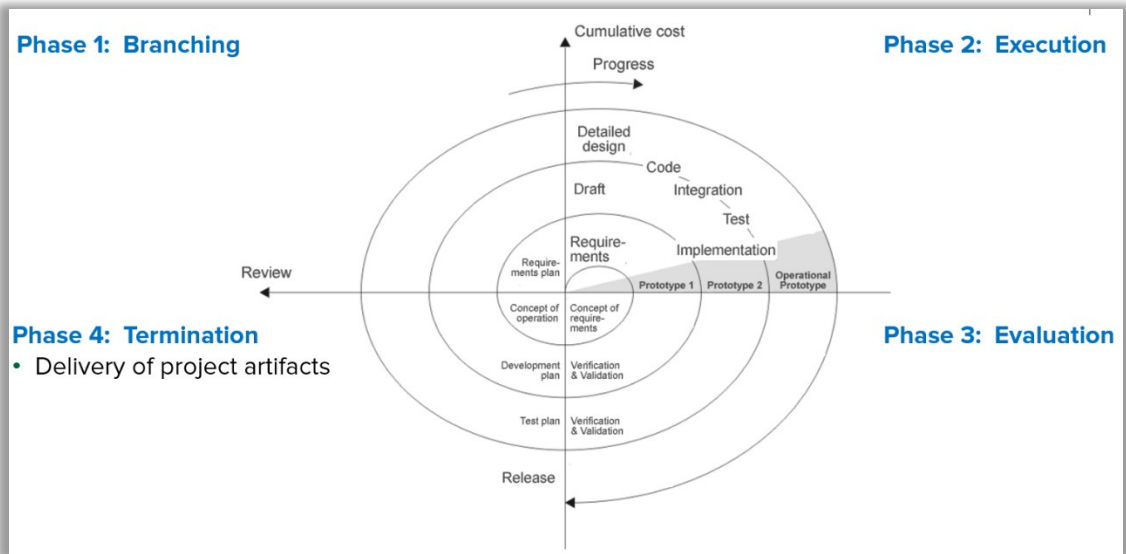 Phase 1:  Branching
Phase 2:  Execution
Cumulative cost
Progress
Detailed
design
Code
Draft
Integration
Test
Require-
ments
Implementation
Require-
ments plan
Operational
Prototype
Prototype 1
Prototype 2
Review
Concept of
operation
Concept of
require-
ments
Phase 4:  Termination
• Delivery of project artifacts
Phase 3:  Evaluation
Development
plan
Verification
& Validation
Test plan
Verification
& Validation
Release